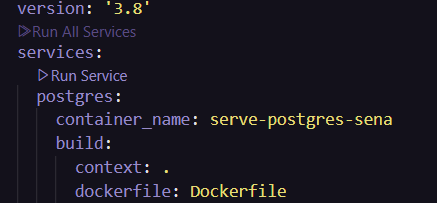 version: '3.8'
Run All Services
services:
Run Service
postgres:
container_name: serve-postgres-sena
build:
context: .
dockerfile: Dockerfile